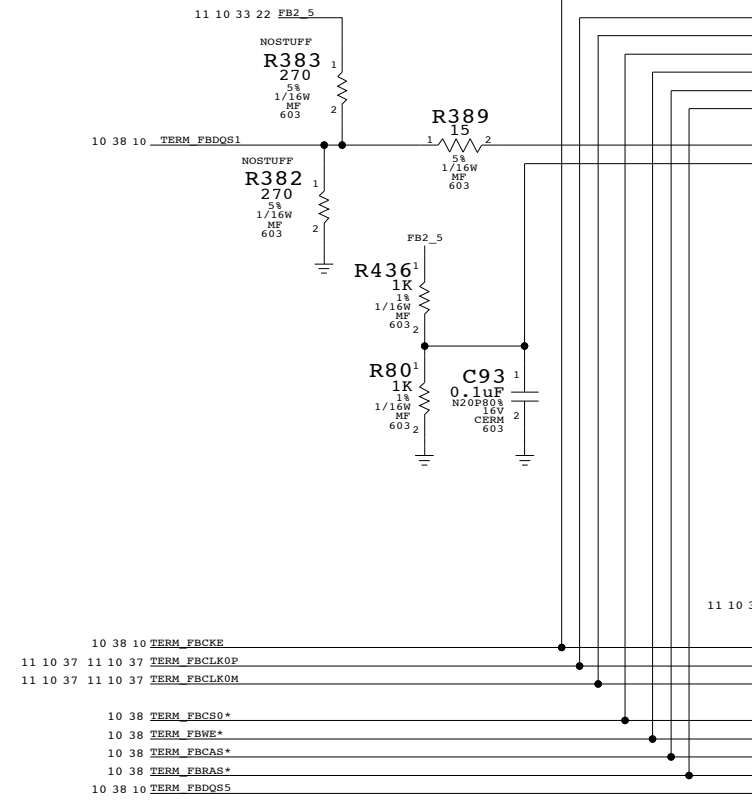 11 10 33 22 FB2_5
NOSTUFF
R383
1
270
5%
1/16W
MF
2
603
10 38 10 TERM_FBDQS1
R389
15
1
2
5%
1/16W
MF
603
NOSTUFF
R382
1
270
5%
1/16W
MF
2
603
FB2_5
R436
1
1K
1%
1/16W
MF
603
2
R80
1
1K
1%
1/16W
MF
603
2
C93
1
0.1uF
N20P80%
16V
2
CERM
603
11 10 3
10 38 10 TERM_FBCKE
11 10 37 11 10 37 TERM_FBCLK0P
11 10 37 11 10 37 TERM_FBCLK0M
10 38 TERM_FBCS0*
10 38 TERM_FBWE*
10 38 TERM_FBCAS*
10 38 TERM_FBRAS*
10 38 10 TERM_FBDQS5